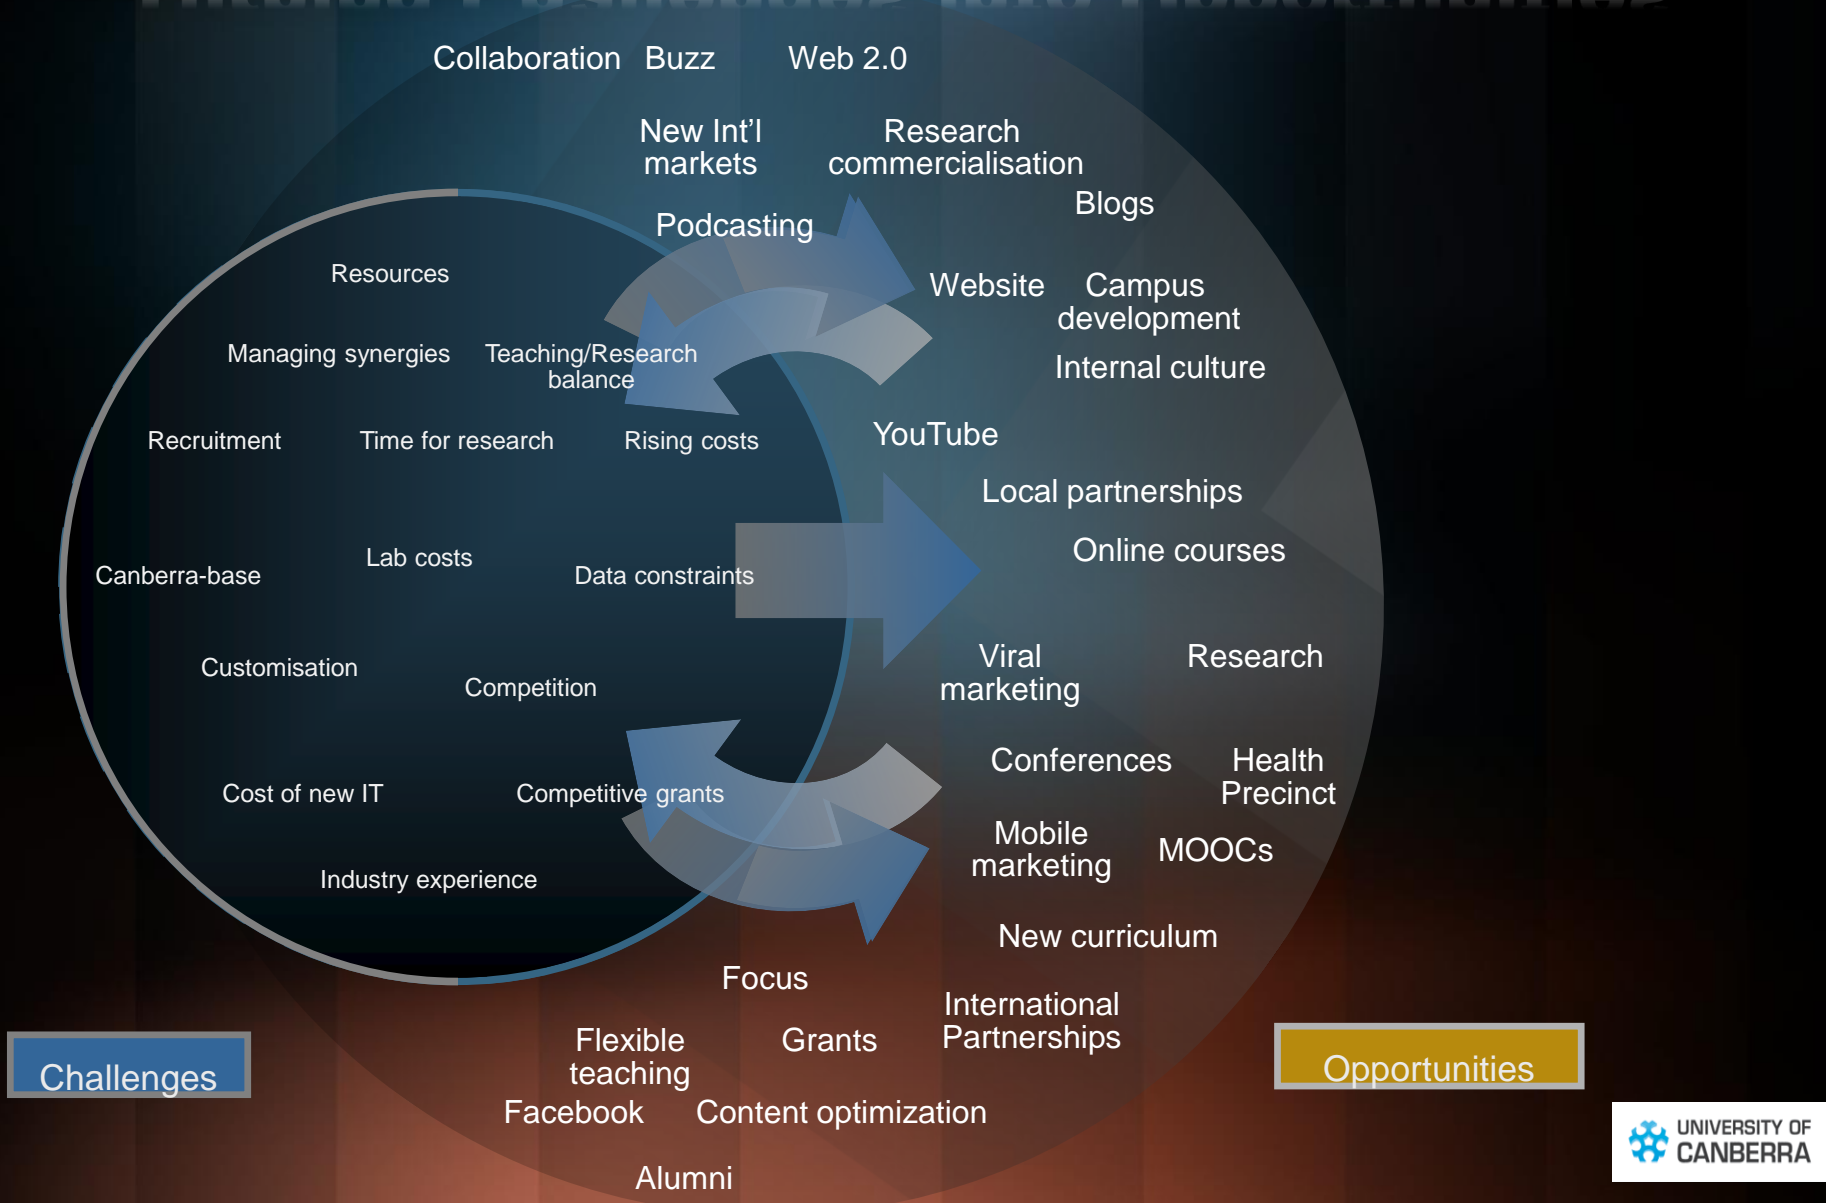 Collaboration Buzz Web 2.0
New Int'l
markets
Research
commercialisation
Blogs
Podcasting
Resources
Website
Campus
development
Managing synergies
Teaching/Research
balance
Internal culture
Recruitment
Time for research
Rising costs
YouTube
Local partnerships
Online courses
Canberra-base
Lab costs
Data constraints
Viral
marketing
Research
Customisation
Competition
Conferences
Health
Precinct
Cost of new IT
Competitive grants
Mobile
marketing
MOOCs
Industry experience
New curriculum
Focus
International
Partnerships
Flexible
teaching
Grants
Challenges
Opportunities
Facebook
Content optimization
Alumni
UNIVERSITY OF
CANBERRA